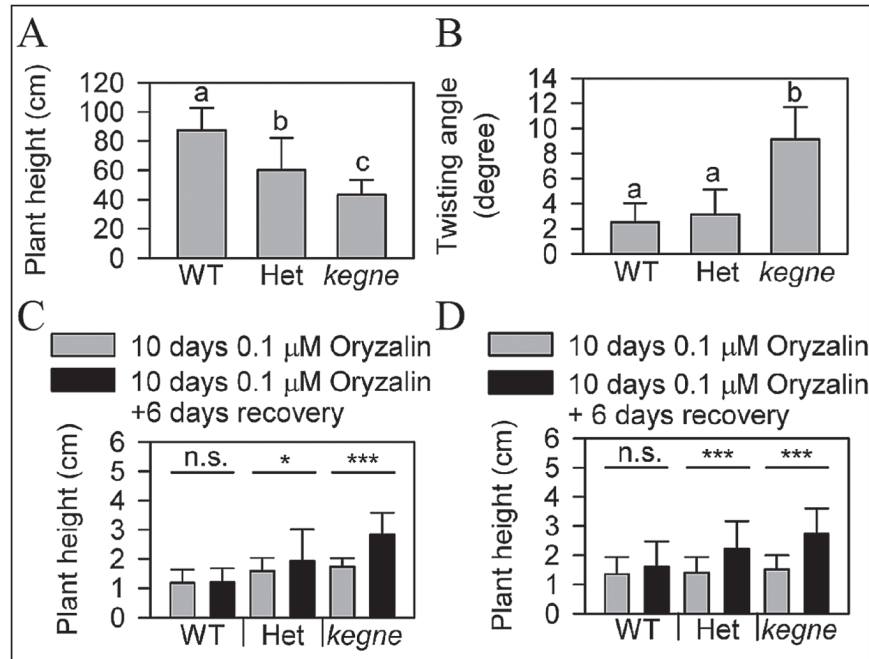 A
Plant height (cm)
120
100
80
60
40
20
0
a
b
c
WT Het kegne
B
Twisting angle
(degree)
14
12
10
8
6
4
2
0
a
a
b
WT Het kegne
C
10 days 0.1 μM Oryzalin
10 days 0.1 μM Oryzalin
+6 days recovery
Plant height (cm)
6
5
4
3
2
1
0
n.s. * ***
WT Het kegne
D
10 days 0.1 μM Oryzalin
10 days 0.1 μM Oryzalin
+ 6 days recovery
Plant height (cm)
6
5
4
3
2
1
0
n.s. *** ***
WT Het kegne